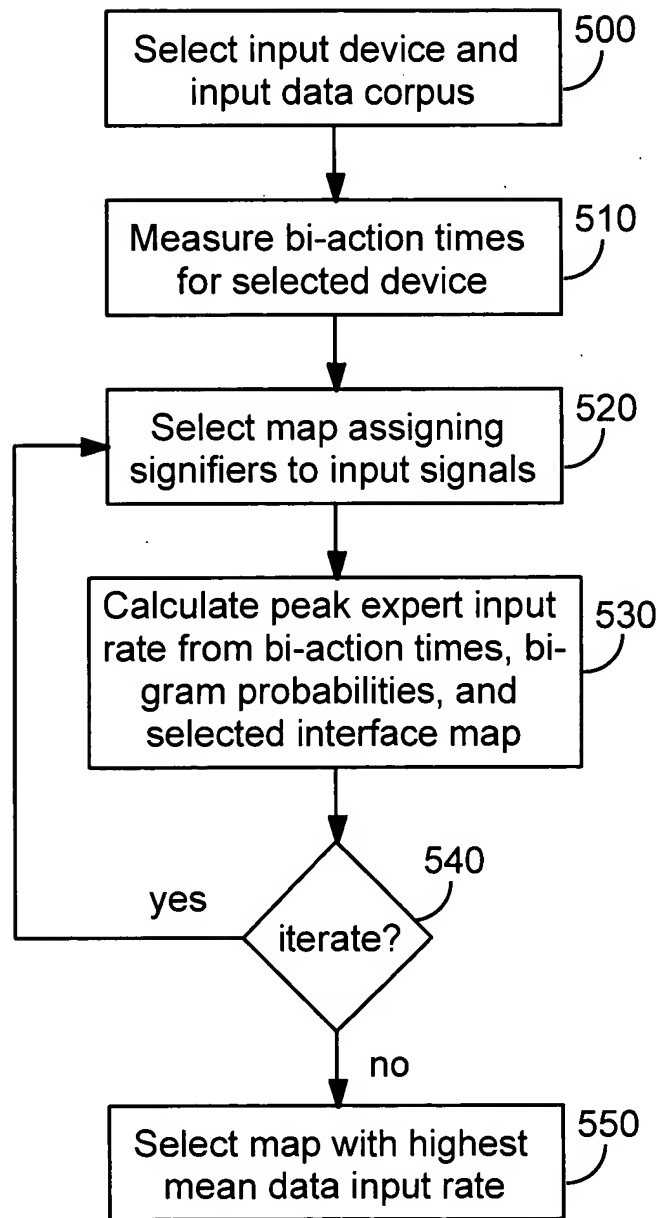 Select input device and
input data corpus
500
Measure bi-action times
for selected device
510
Select map assigning
signifiers to input signals
520
Calculate peak expert input
rate from bi-action times, bi-
gram probabilities, and
selected interface map
530
iterate?
540
yes
no
Select map with highest
mean data input rate
550